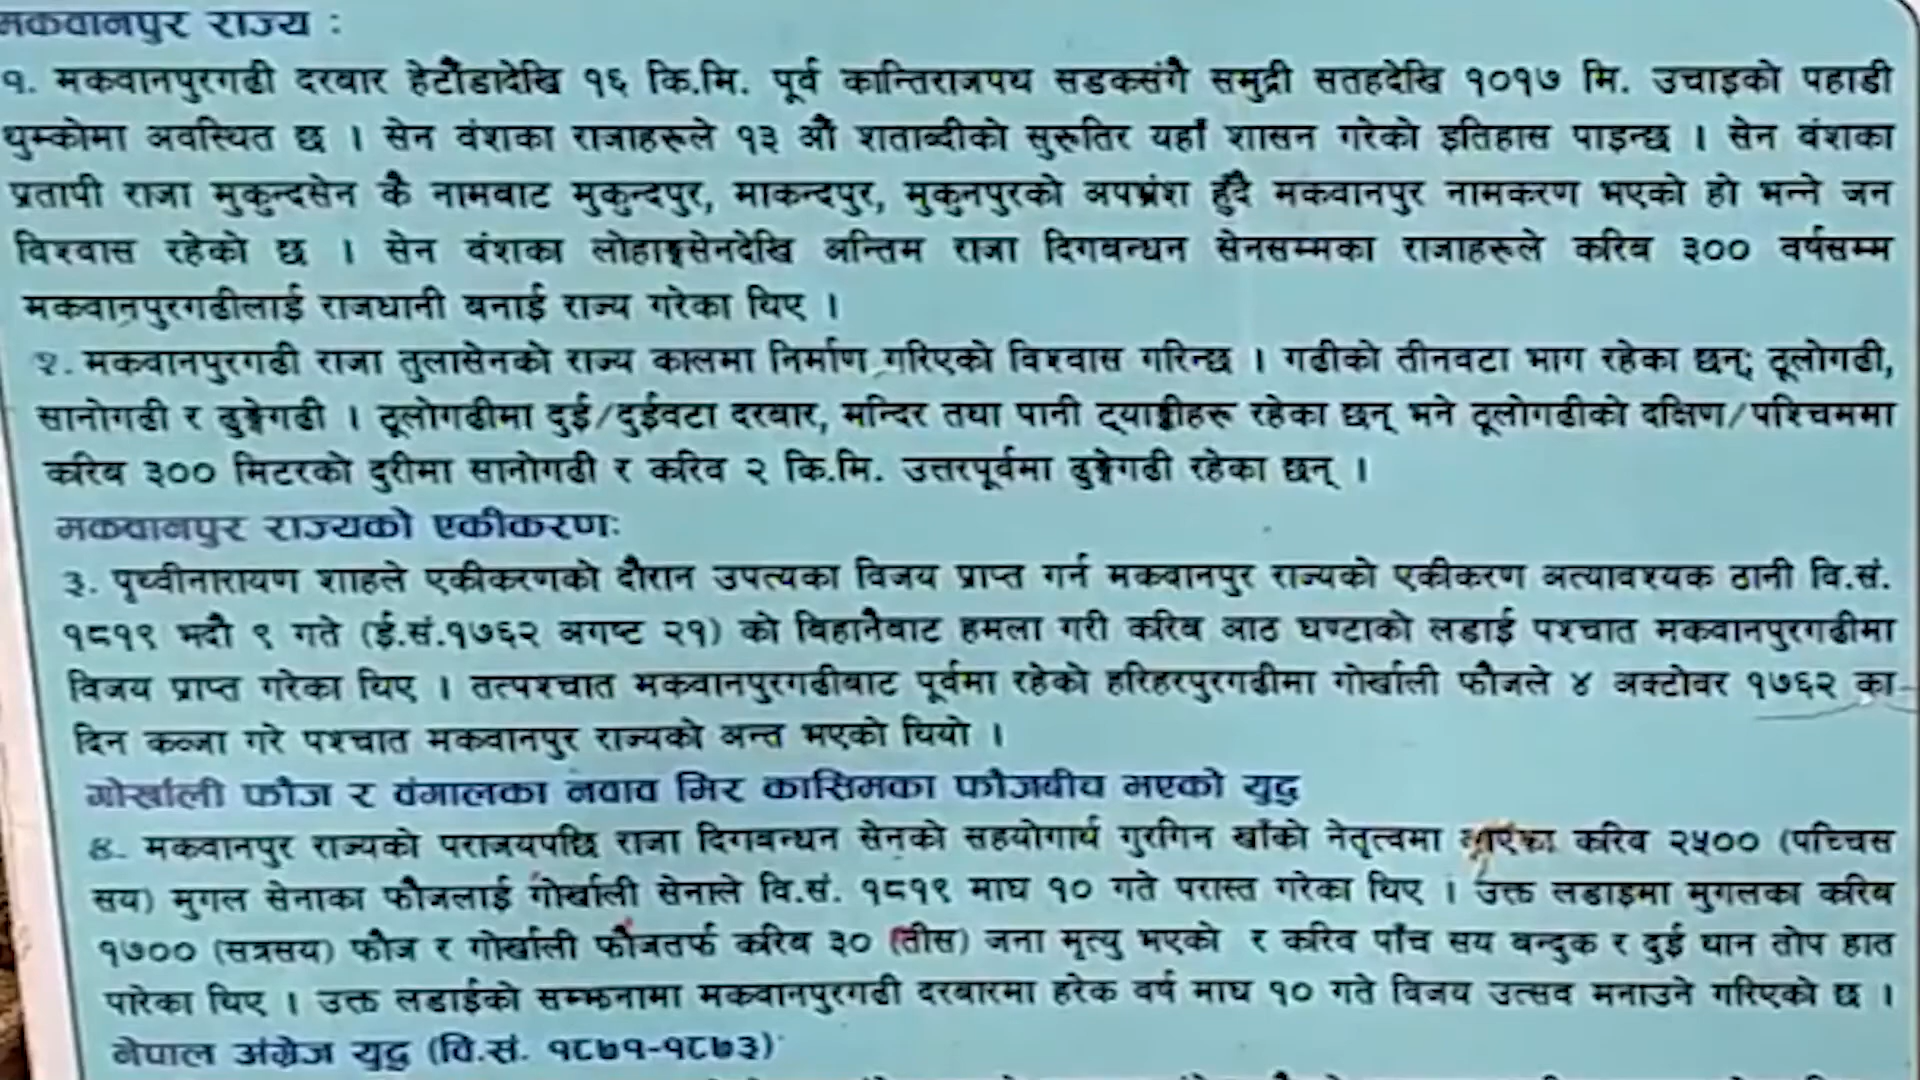 मकवानपुर राज्य :
१. मकवानपुरगढी दरबार हेटौंडादेखि १६ कि.मि. पूर्व कान्तिराजपथ सडकसंगै समुद्री सतहदेखि १०१७ मि. उचाइको पहाडी
थुम्कोमा अवस्थित छ । सेन वंशका राजाहरूले १३ औं शताब्दीको सुरुतिर यहाँ शासन गरेको इतिहास पाइन्छ । सेन वंशका
प्रतापी राजा मुकुन्दसेन कै नामबाट मुकुन्दपुर, माकन्दपुर, मुकुनपुरको अपभ्रंश हुँदै मकवानपुर नामकरण भएको हो भन्ने जन
विश्वास रहेको छ । सेन वंशका लोहाङ्गसेनदेखि अन्तिम राजा दिगबन्धन सेनसम्मका राजाहरूले करिब ३०० वर्षसम्म
मकवानपुरगढीलाई राजधानी बनाई राज्य गरेका थिए ।
२. मकवानपुरगढी राजा तुलासेनको राज्य कालमा निर्माण गरिएको विश्वास गरिन्छ । गढीको तीनवटा भाग रहेका छन्; ठूलोगढी,
सानोगढी र ढुङ्ग्रेगढी । ठूलोगढीमा दुई/दुईवटा दरबार, मन्दिर तथा पानी ट्याङ्कीहरू रहेका छन् भने ठूलोगढीको दक्षिण/पश्चिममा
करिब ३०० मिटरको दुरीमा सानोगढी र करिव २ कि.मि. उत्तरपूर्वमा ढुङ्ग्रेगढी रहेका छन् ।
मकवानपुर राज्यको एकीकरण:
३. पृथ्वीनारायण शाहले एकीकरणको दौरान उपत्यका विजय प्राप्त गर्न मकवानपुर राज्यको एकीकरण अत्यावश्यक ठानी वि.सं.
१८१९ भदौ ९ गते (ई.सं.१७६२ अगष्ट २१) को बिहानैबाट हमला गरी करिब आठ घण्टाको लडाई पश्चात मकवानपुरगढीमा
विजय प्राप्त गरेका थिए । तत्पश्चात मकवानपुरगढीबाट पूर्वमा रहेको हरिहरपुरगढीमा गोर्खाली फौजले ४ अक्टोवर १७६२ का
दिन कब्जा गरे पश्चात मकवानपुर राज्यको अन्त भएको थियो ।
गोर्खाली फौज र वंगालका नवाव मिर कासिमका फौजबीच भएको युद्ध
४. मकवानपुर राज्यको पराजयपछि राजा दिगबन्धन सेनको सहयोगार्थ गुरगिन खाँको नेतृत्वमा आएका करिव २५०० (पच्चिस
सय) मुगल सेनाका फौजलाई गोर्खाली सेनाले वि.सं. १८१९ माघ १० गते परास्त गरेका थिए । उक्त लडाइमा मुगलका करिब
१७०० (सत्रसय) फौज र गोर्खाली फौजतर्फ करिब ३० (तीस) जना मृत्यु भएको र करिव पाँच सय बन्दुक र दुई थान तोप हात
पारेका थिए । उक्त लडाईको सम्झनामा मकवानपुरगढी दरबारमा हरेक वर्ष माघ १० गते विजय उत्सव मनाउने गरिएको छ ।
नेपाल अंग्रेज युद्ध (वि.सं. १८७१-१८७३)